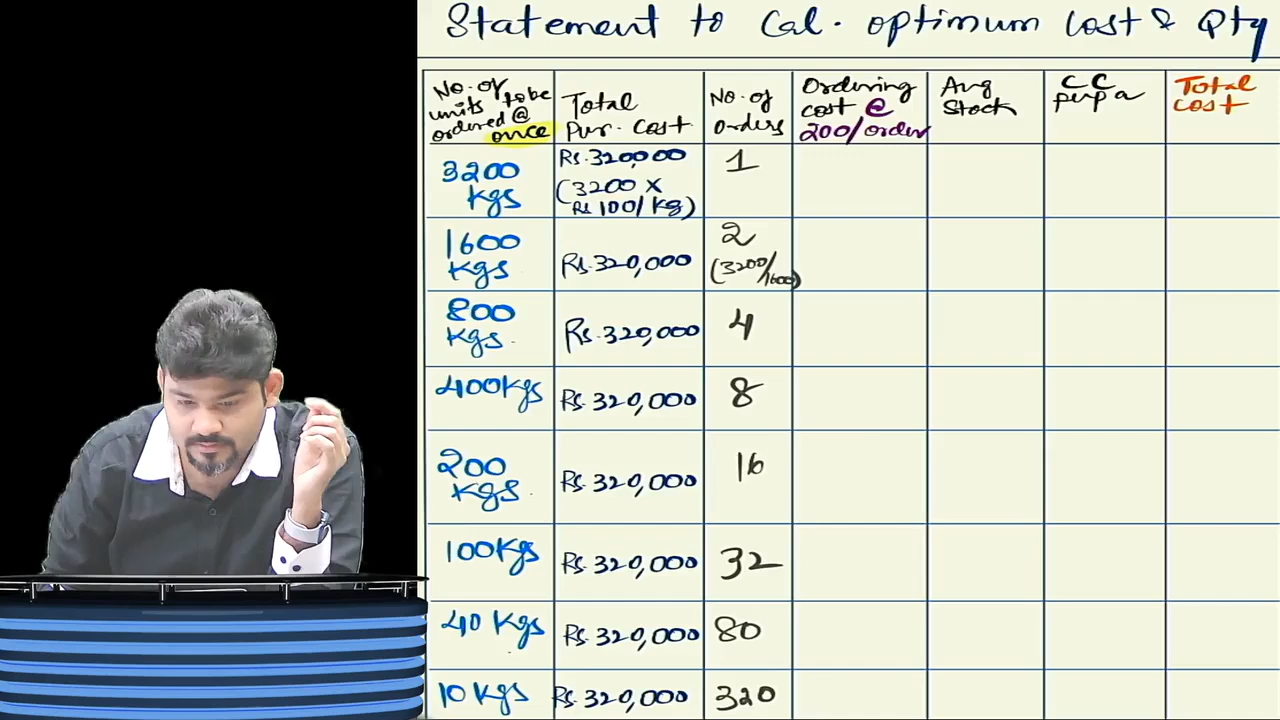 Statement to Cal. optimum Cost & Qty
No. of
units to be
ordered @
once
Total
Pur. Cost
No. of
orders
Ordering
cost @
200/order
Avg
Stock
CC
pupa
Total
cost
3200
Kgs
Rs.320,000
(3200 x
Rs 100/Kg)
1
1600
Kgs
Rs.320,000
2
(3200/1600)
800
Kgs.
Rs.320,000
4
400Kgs
Rs.320,000
8
200
Kgs
Rs.320,000
16
100Kgs
Rs.320,000
32
40 Kgs
Rs.320,000
80
10 Kgs
Rs.320,000
320